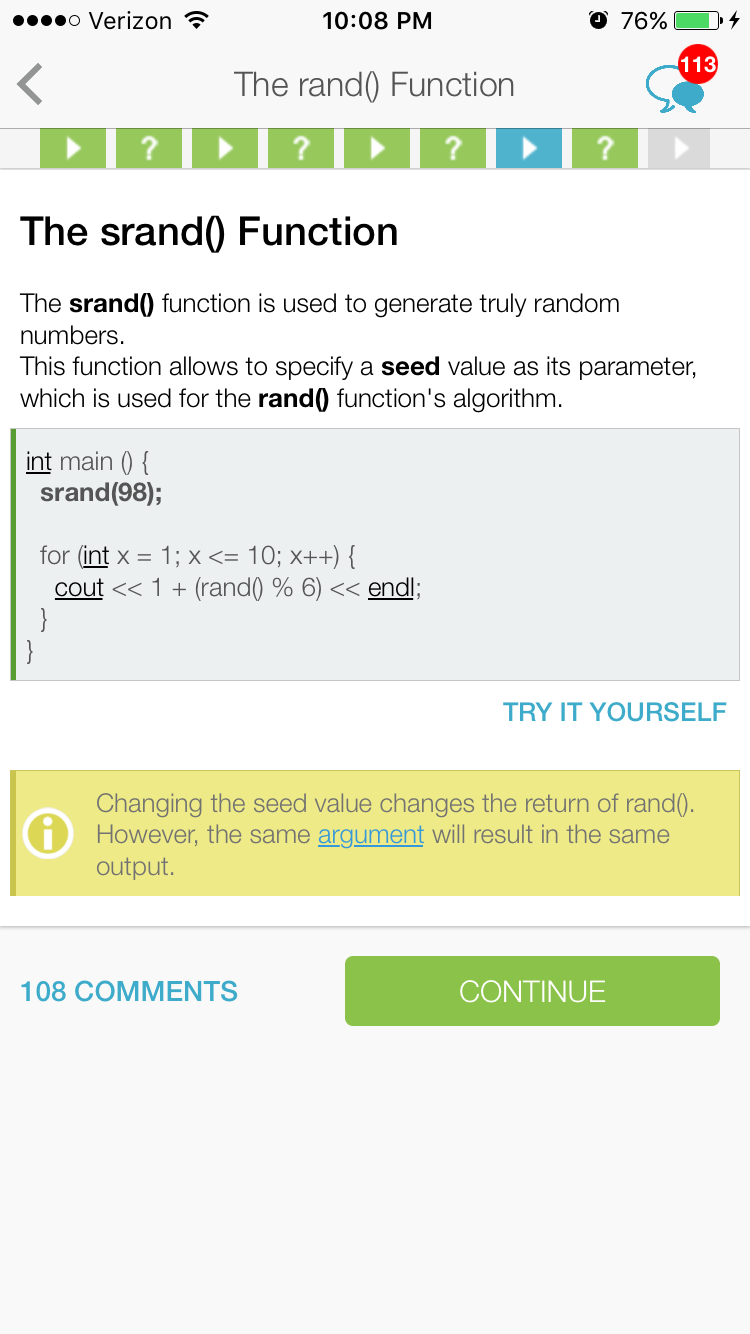 Verizon 10:08 PM 76%
The rand() Function 113
? ? ? ?
The srand() Function
The srand() function is used to generate truly random
numbers.
This function allows to specify a seed value as its parameter,
which is used for the rand() function's algorithm.
int main () {
srand(98);
for (int x = 1; x <= 10; x++) {
cout << 1 + (rand() % 6) << endl;
}
}
TRY IT YOURSELF
i
Changing the seed value changes the return of rand().
However, the same argument will result in the same
output.
108 COMMENTS CONTINUE